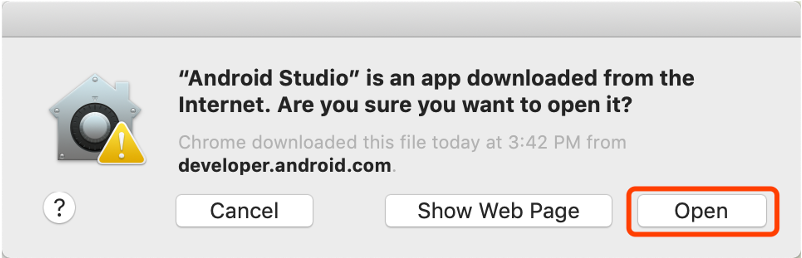 “Android Studio” is an app downloaded from the
Internet. Are you sure you want to open it?
Chrome downloaded this file today at 3:42 PM from
developer.android.com.
?
Cancel
Show Web Page
Open